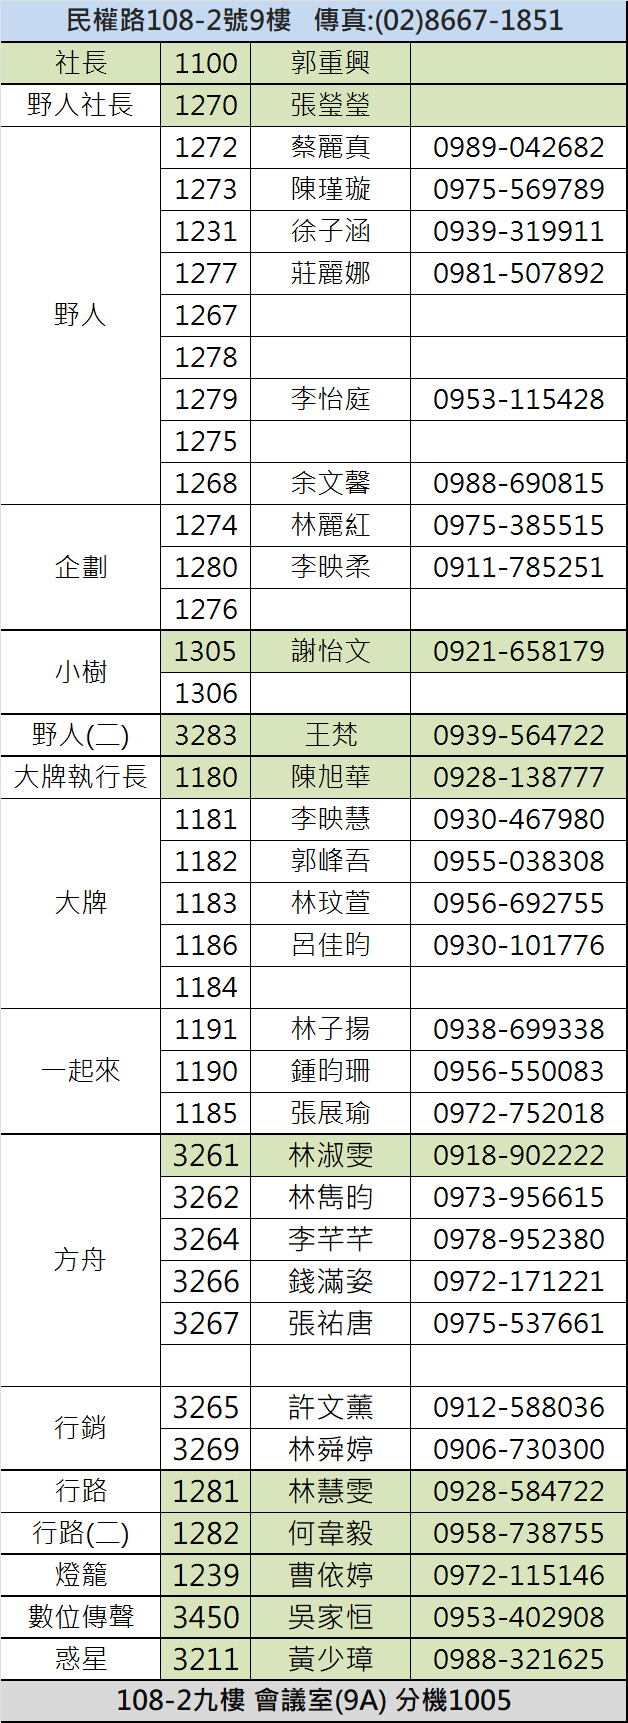 民權路108-2號9樓 傳真:(02)8667-1851
社長 1100 郭重興
野人社長 1270 張瑩瑩
野人
1272 蔡麗真 0989-042682
1273 陳瑾璇 0975-569789
1231 徐子涵 0939-319911
1277 莊麗娜 0981-507892
1267
1278
1279 李怡庭 0953-115428
1275
1268 余文馨 0988-690815
企劃
1274 林麗紅 0975-385515
1280 李映柔 0911-785251
1276
小樹
1305 謝怡文 0921-658179
1306
野人(二) 3283 王梵 0939-564722
大牌執行長 1180 陳旭華 0928-138777
大牌
1181 李映慧 0930-467980
1182 郭峰吾 0955-038308
1183 林玟萱 0956-692755
1186 呂佳昀 0930-101776
1184
一起來
1191 林子揚 0938-699338
1190 鍾昀珊 0956-550083
1185 張展瑜 0972-752018
方舟
3261 林淑雯 0918-902222
3262 林雋昀 0973-956615
3264 李芊芊 0978-952380
3266 錢滿姿 0972-171221
3267 張祐唐 0975-537661
行銷
3265 許文薰 0912-588036
3269 林舜婷 0906-730300
行路 1281 林慧雯 0928-584722
行路(二) 1282 何韋毅 0958-738755
燈籠 1239 曹依婷 0972-115146
數位傳聲 3450 吳家恒 0953-402908
惑星 3211 黃少璋 0988-321625
108-2九樓 會議室(9A) 分機1005